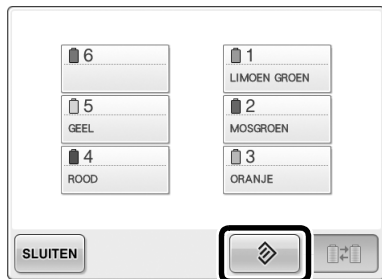 6
1
LIMOEN GROEN
5
GEEL
2
MOSGROEN
4
ROOD
3
ORANJE
SLUITEN